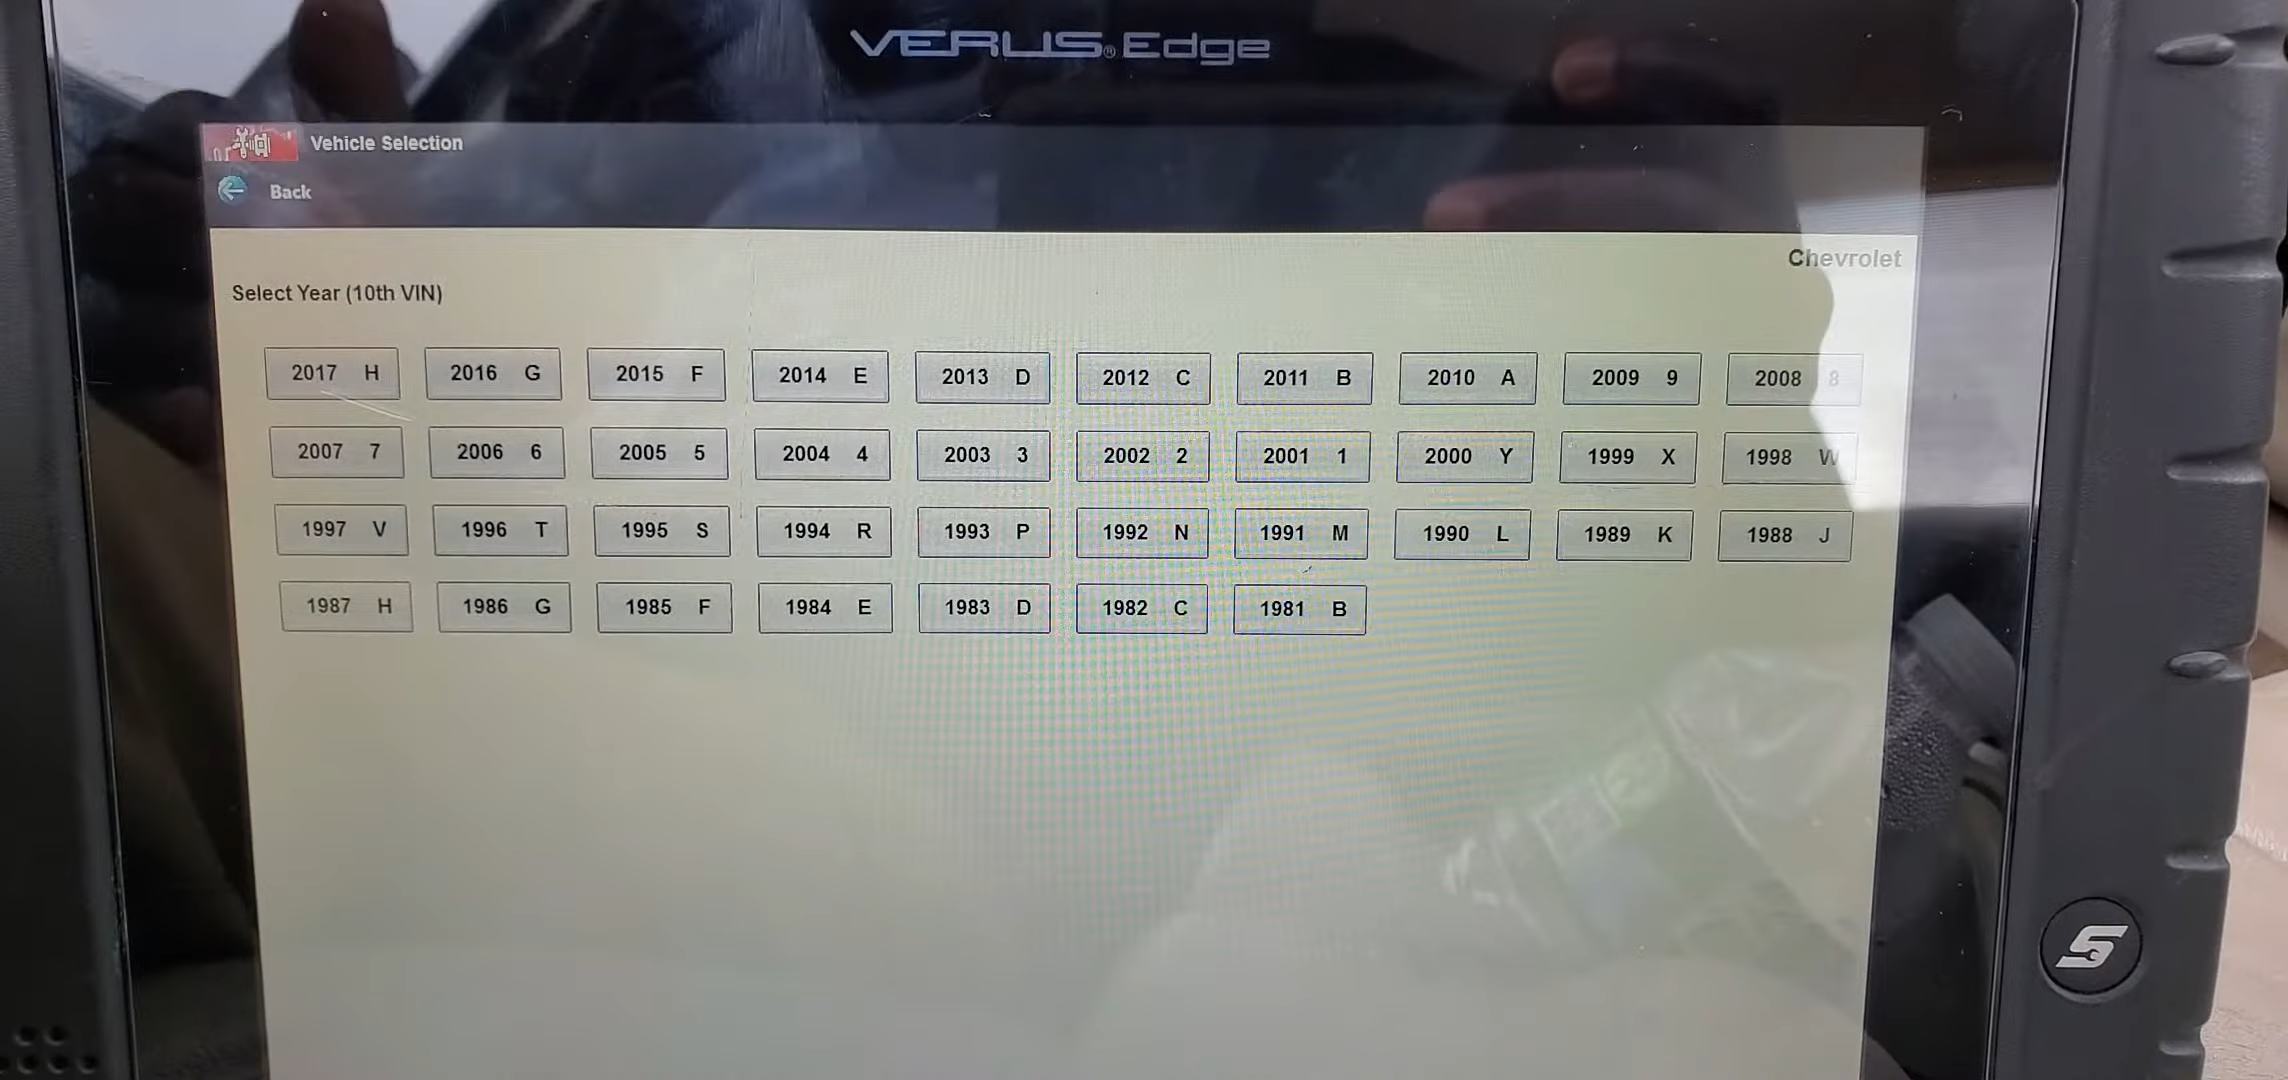 VERUS® Edge
Vehicle Selection
Back
Chevrolet
Select Year (10th VIN)
2017 H 2016 G 2015 F 2014 E 2013 D 2012 C 2011 B 2010 A 2009 9 2008 8
2007 7 2006 6 2005 5 2004 4 2003 3 2002 2 2001 1 2000 Y 1999 X 1998 W
1997 V 1996 T 1995 S 1994 R 1993 P 1992 N 1991 M 1990 L 1989 K 1988 J
1987 H 1986 G 1985 F 1984 E 1983 D 1982 C 1981 B
S